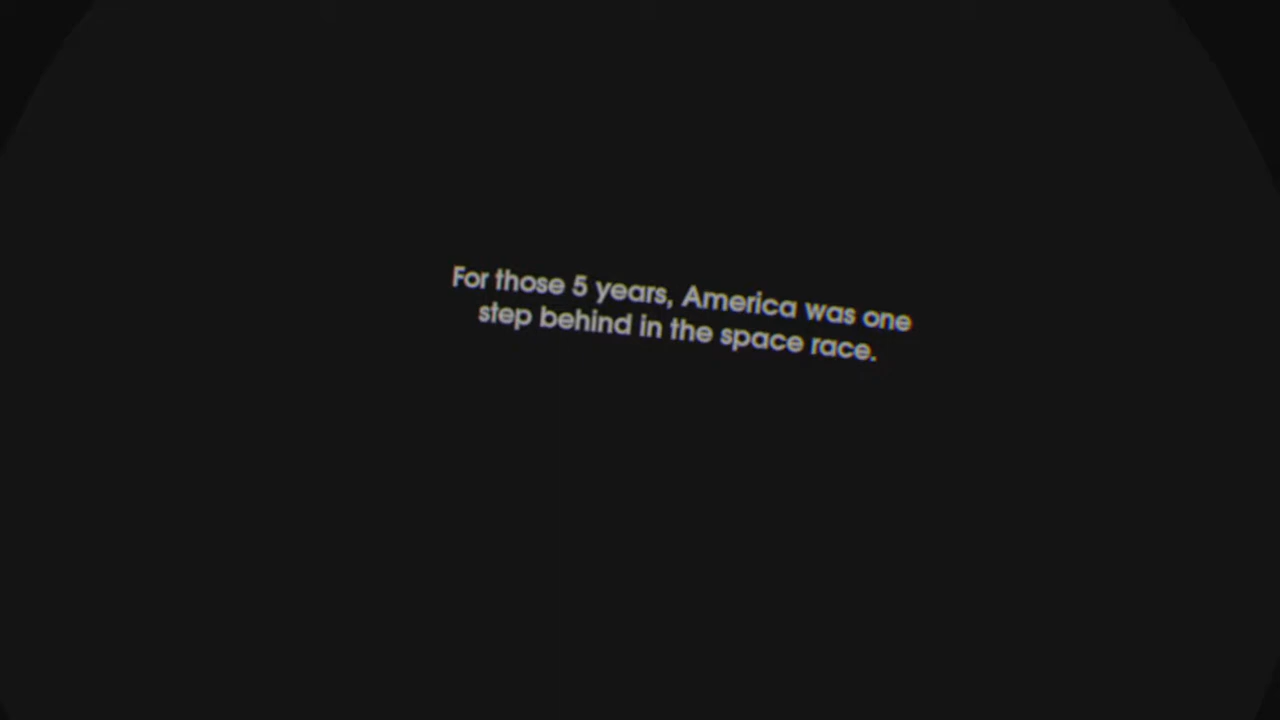 For those 5 years, America was one
step behind in the space race.